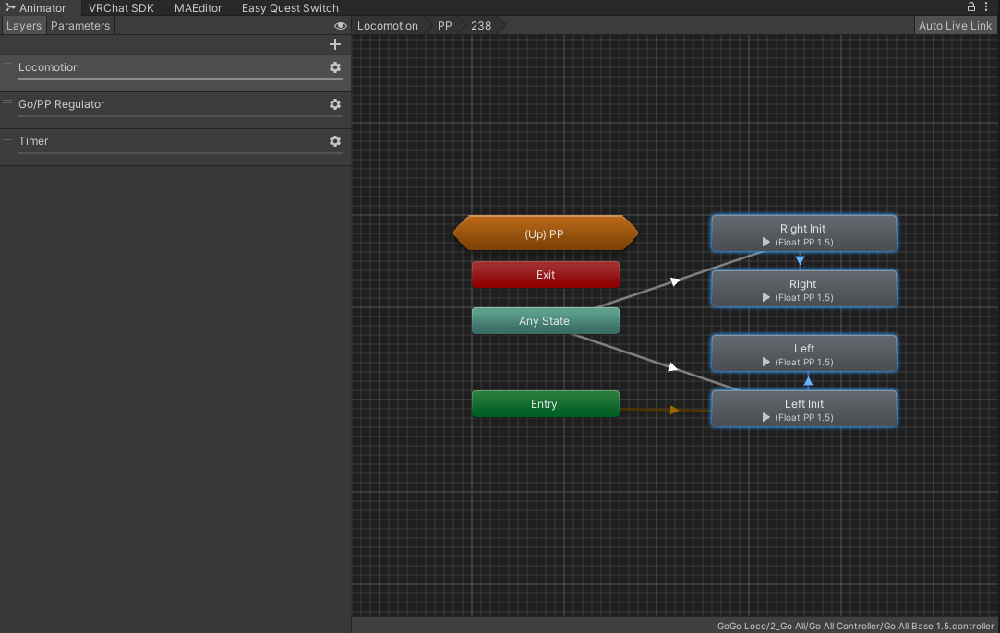 Animator VRChat SDK MAEditor Easy Quest Switch
Layers Parameters Locomotion PP 238 Auto Live Link
Locomotion
Go/PP Regulator
Timer
(Up) PP
Exit
Any State
Entry
Right Init
(Float PP 1.5)
Right
(Float PP 1.5)
Left
(Float PP 1.5)
Left Init
(Float PP 1.5)
GoGo Loco/2_Go All/Go All Controller/Go All Base 1.5.controller